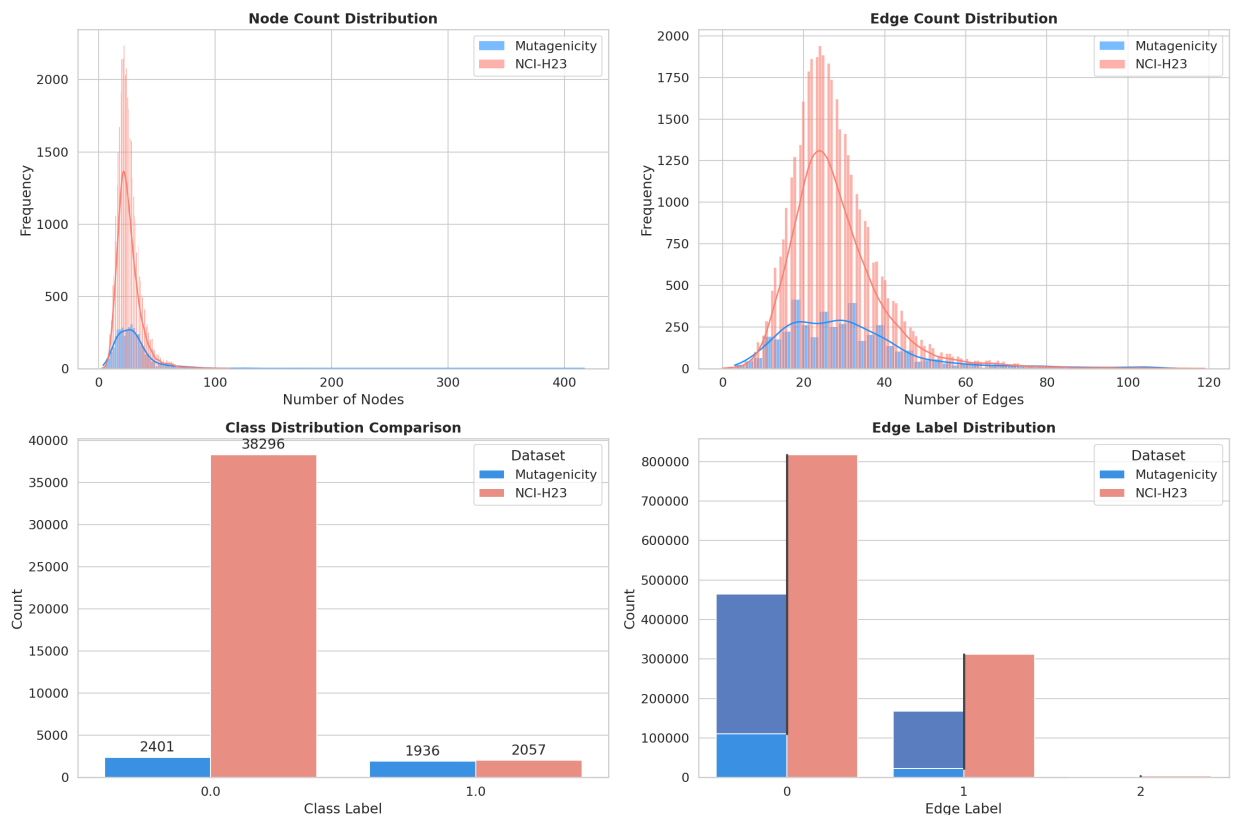 Node Count Distribution
Mutagenicity
NCI-H23
Frequency
2000
1500
1000
500
0
0 100 200 300 400
Number of Nodes
Edge Count Distribution
Mutagenicity
NCI-H23
Frequency
2000
1750
1500
1250
1000
750
500
250
0
0 20 40 60 80 100 120
Number of Edges
Class Distribution Comparison
Dataset
Mutagenicity
NCI-H23
Count
40000
35000
30000
25000
20000
15000
10000
5000
0
38296
2401
1936
2057
0.0 1.0
Class Label
Edge Label Distribution
Dataset
Mutagenicity
NCI-H23
Count
800000
700000
600000
500000
400000
300000
200000
100000
0
0 1 2
Edge Label